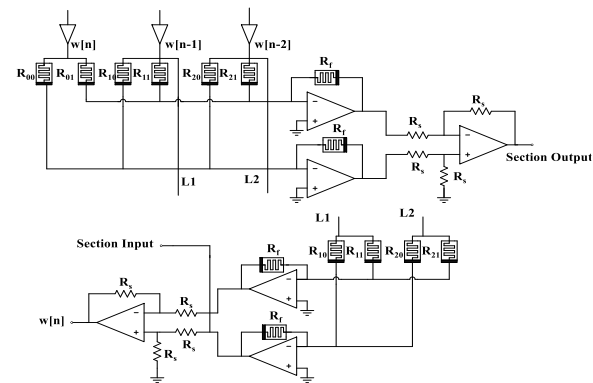 w[n] w[n-1] w[n-2]
R00 R01 R10 R11 R20 R21
Rf
Rs Rs
Rf
Section Output
Rs Rs
L1 L2
L1 L2
Section Input
Rf R10 R11 R20 R21
Rs Rs
Rf
w[n]
Rs Rs